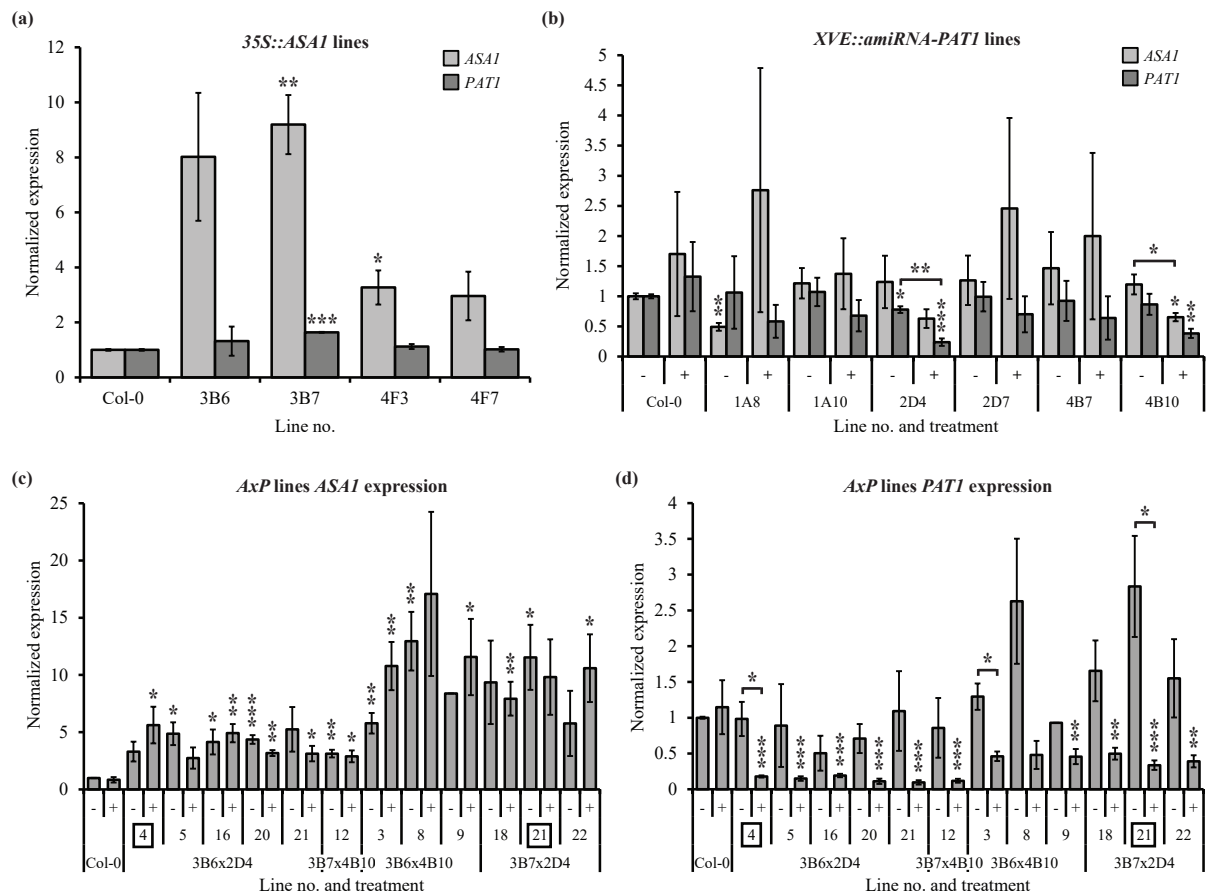 (a)
35S::ASA1 lines
ASA1
PAT1
Normalized expression
12
10
8
6
4
2
0
**
***
*
Col-0 3B6 3B7 4F3 4F7
Line no.
(b)
XVE::amiRNA-PAT1 lines
ASA1
PAT1
Normalized expression
5
4.5
4
3.5
3
2.5
2
1.5
1
0.5
0
**
*
**
***
*
*
**
- + - + - + - + - + - + - +
Col-0 1A8 1A10 2D4 2D7 4B7 4B10
Line no. and treatment
(c)
AxP lines ASA1 expression
Normalized expression
25
20
15
10
5
0
* * * ** *** ** * ** * ** ** ** * ** * *
- + - + - + - + - + - + - + - + - + - + - + - + - +
4 5 16 20 21 12 3 8 9 18 21 22
Col-0 3B6x2D4 3B7x4B10 3B6x4B10 3B7x2D4
Line no. and treatment
(d)
AxP lines PAT1 expression
Normalized expression
4
3.5
3
2.5
2
1.5
1
0.5
0
* *** *** *** *** *** *** * ** *** * *** **
- + - + - + - + - + - + - + - + - + - + - + - + - +
4 5 16 20 21 12 3 8 9 18 21 22
Col-0 3B6x2D4 3B7x4B10 3B6x4B10 3B7x2D4
Line no. and treatment